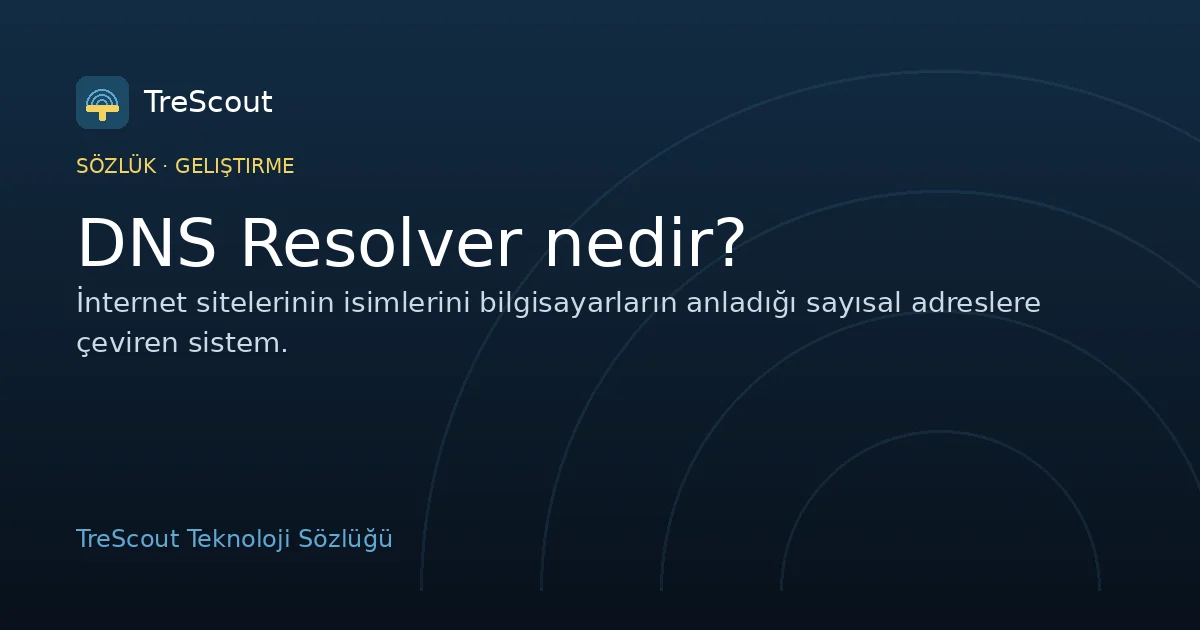 TreScout
SÖZLÜK · GELIŞTIRME
DNS Resolver nedir?
İnternet sitelerinin isimlerini bilgisayarların anladığı sayısal adreslere
çeviren sistem.
TreScout Teknoloji Sözlüğü